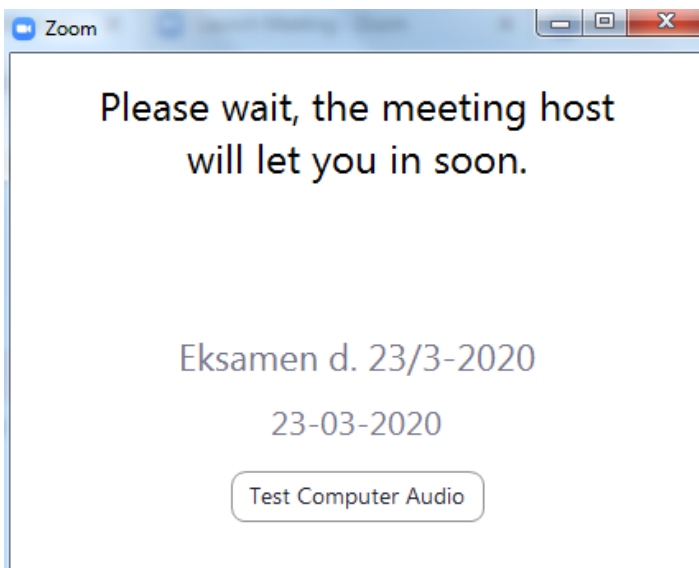 Zoom
Please wait, the meeting host
will let you in soon.
Eksamen d. 23/3-2020
23-03-2020
Test Computer Audio